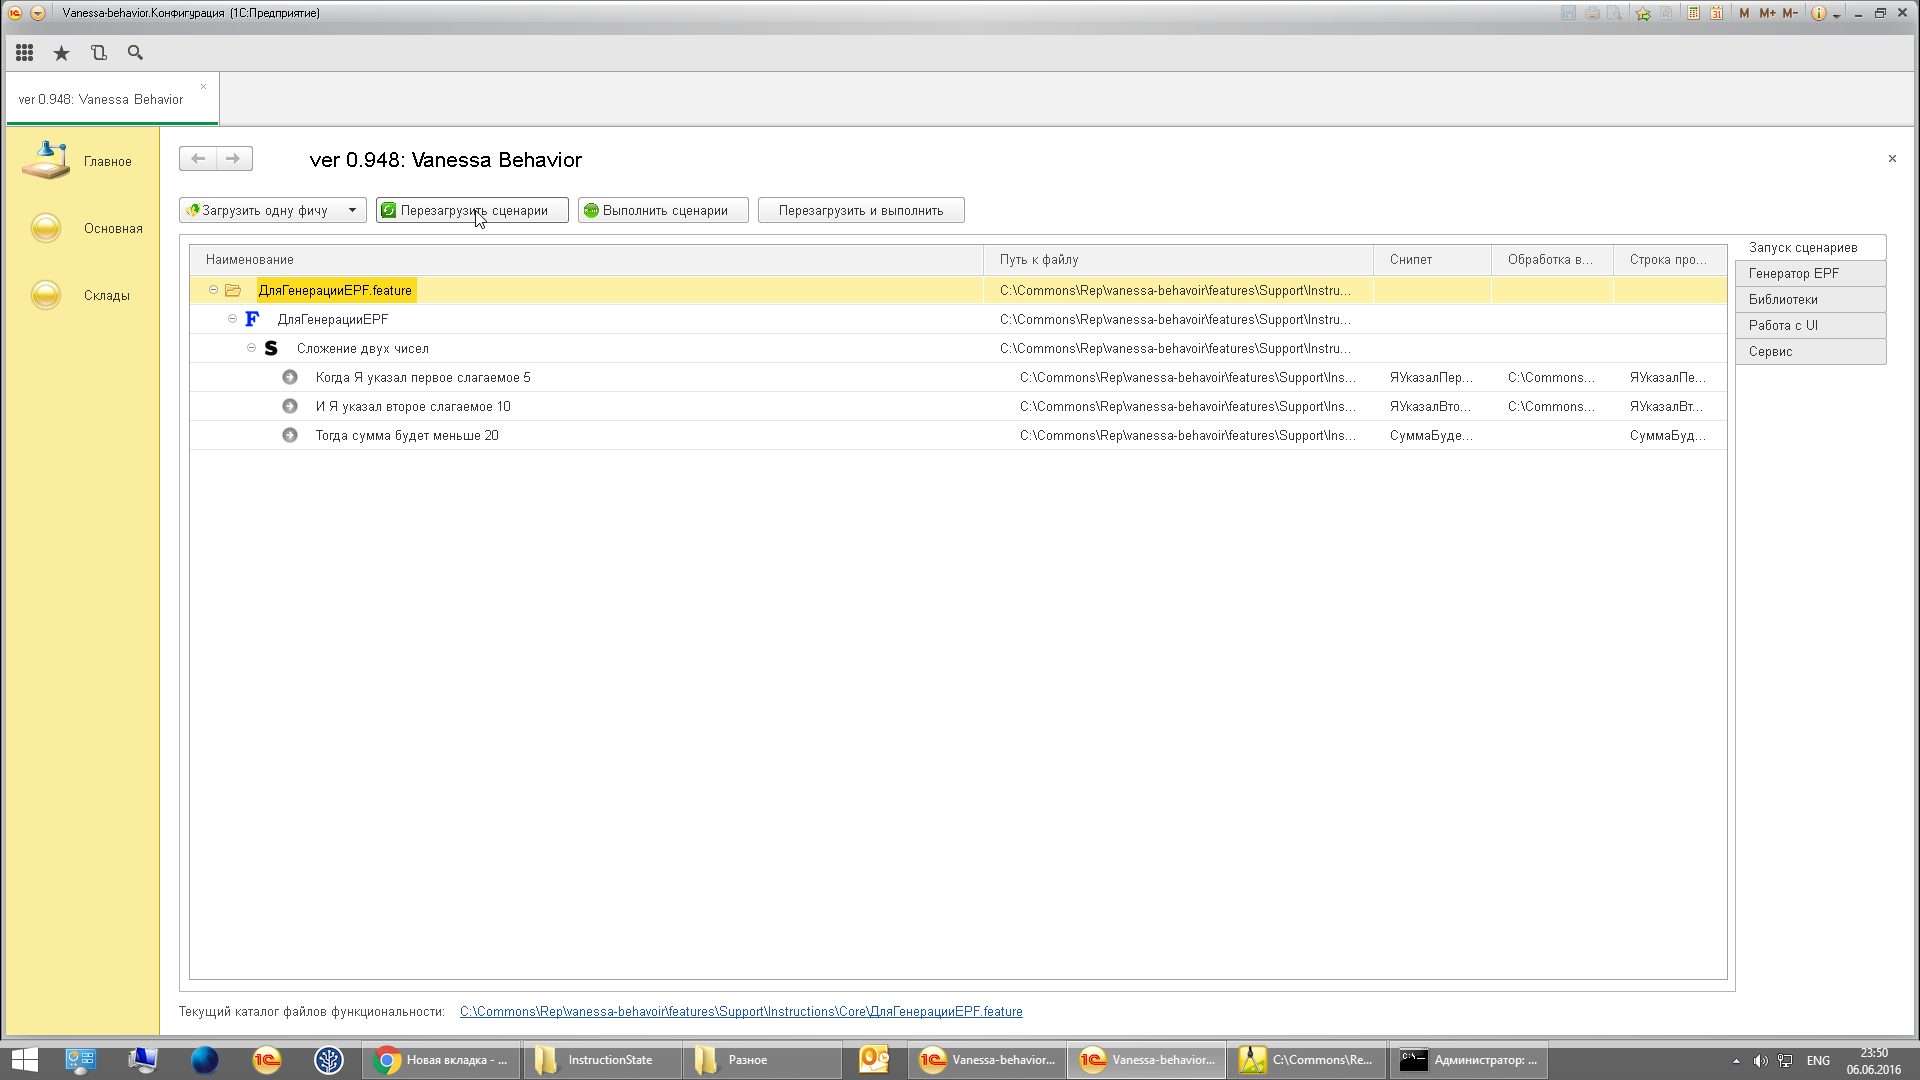 Vanessa-behavior.Конфигурация (1С:Предприятие)
31 M M+ M-
ver 0.948: Vanessa Behavior
Главное
Основная
Склады
ver 0.948: Vanessa Behavior
Загрузить одну фичу
Перезагрузить сценарии
Выполнить сценарии
Перезагрузить и выполнить
Наименование Путь к файлу Снипет Обработка в... Строка про...
ДляГенерацииEPF.feature C:\Commons\Rep\vanessa-behavoir\features\Support\Instru...
F ДляГенерацииEPF C:\Commons\Rep\vanessa-behavoir\features\Support\Instru...
S Сложение двух чисел C:\Commons\Rep\vanessa-behavoir\features\Support\Instru...
Когда Я указал первое слагаемое 5 C:\Commons\Rep\vanessa-behavoir\features\Support\Ins... ЯУказалПер... C:\Commons... ЯУказалПе...
И Я указал второе слагаемое 10 C:\Commons\Rep\vanessa-behavoir\features\Support\Ins... ЯУказалВто... C:\Commons... ЯУказалВт...
Тогда сумма будет меньше 20 C:\Commons\Rep\vanessa-behavoir\features\Support\Ins... СуммаБуде... СуммаБуд...
Запуск сценариев
Генератор EPF
Библиотеки
Работа с UI
Сервис
Текущий каталог файлов функциональности: C:\Commons\Rep\vanessa-behavoir\features\Support\Instructions\Core\ДляГенерацииEPF.feature
Новая вкладка - ...
InstructionState
Разное
Vanessa-behavior...
Vanessa-behavior...
C:\Commons\Re...
Администратор: ...
ENG
23:50
06.06.2016